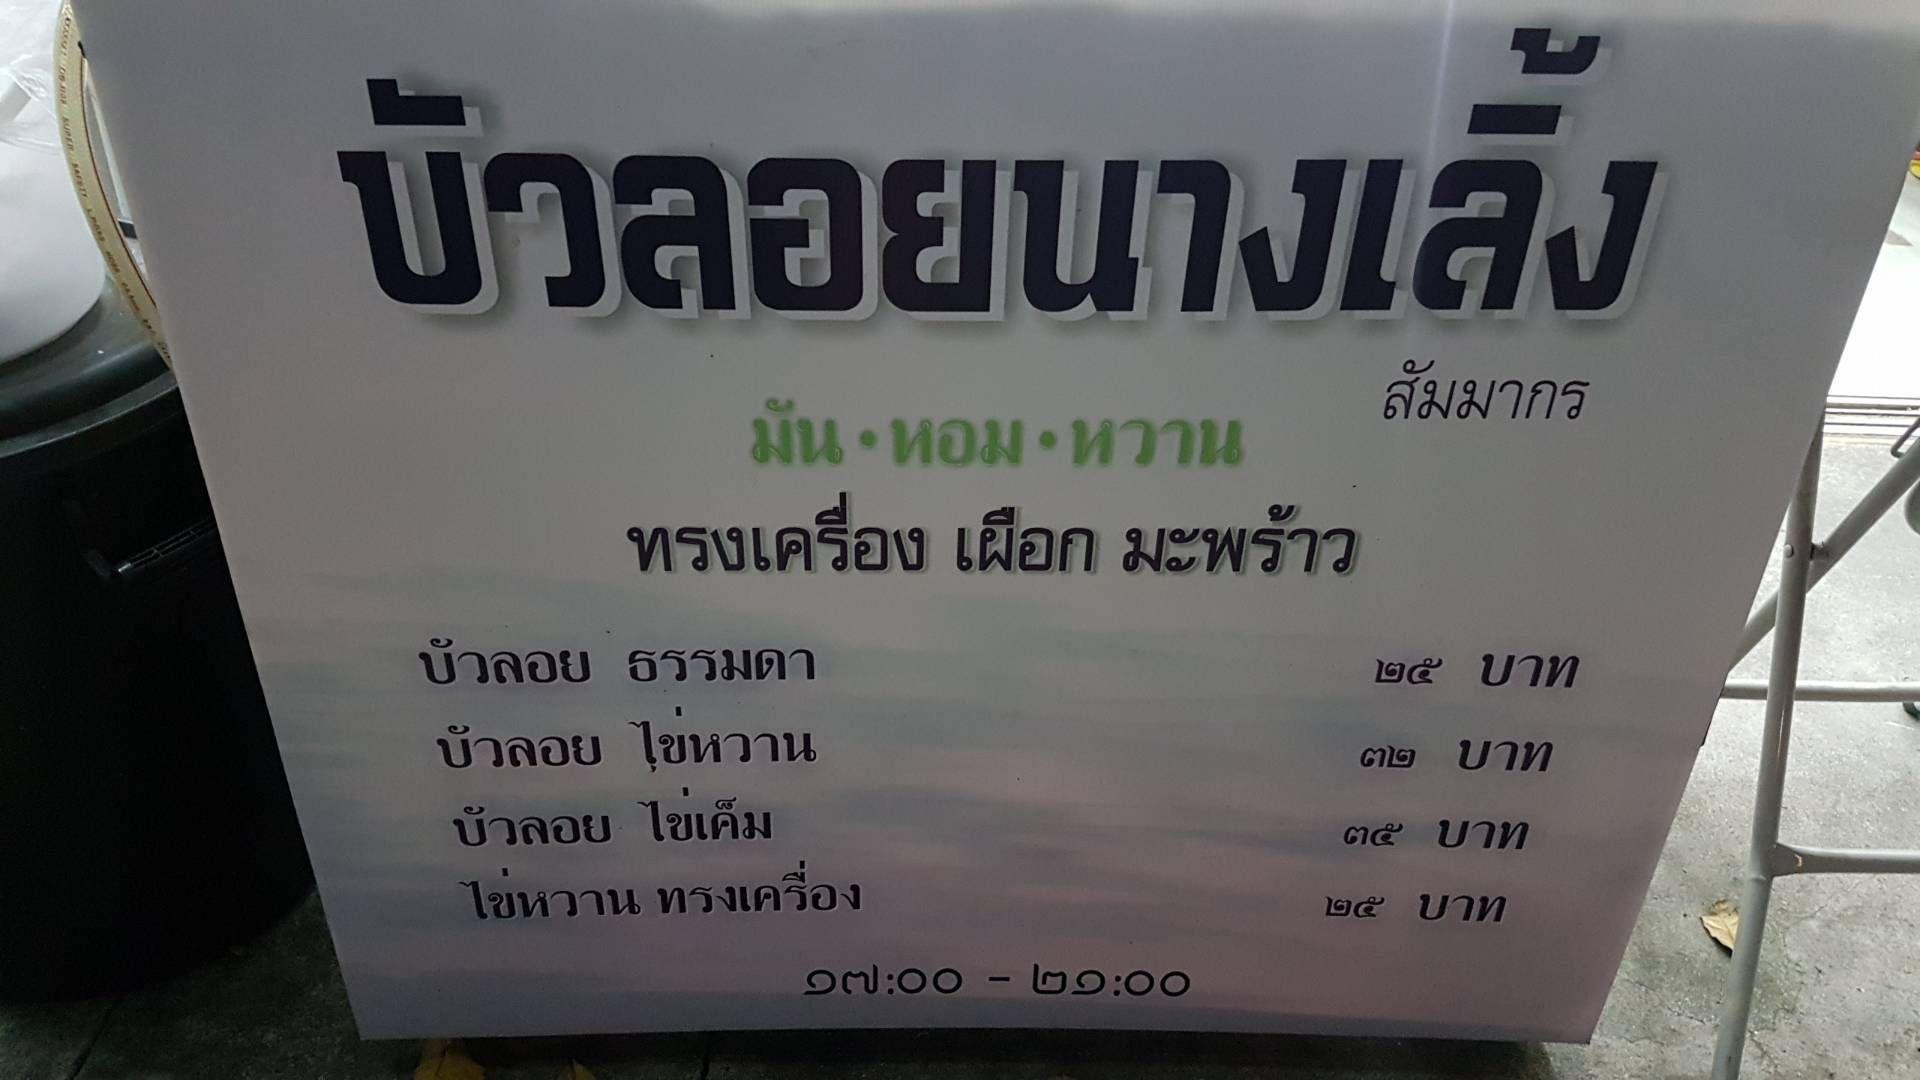 บัวลอยนางเลิ้ง
สัมมากร
มัน • หอม • หวาน
ทรงเครื่อง เผือก มะพร้าว
บัวลอย ธรรมดา ๒๕ บาท
บัวลอย ไข่หวาน ๓๒ บาท
บัวลอย ไข่เค็ม ๓๕ บาท
ไข่หวาน ทรงเครื่อง ๒๕ บาท
๑๗:๐๐ - ๒๑:๐๐